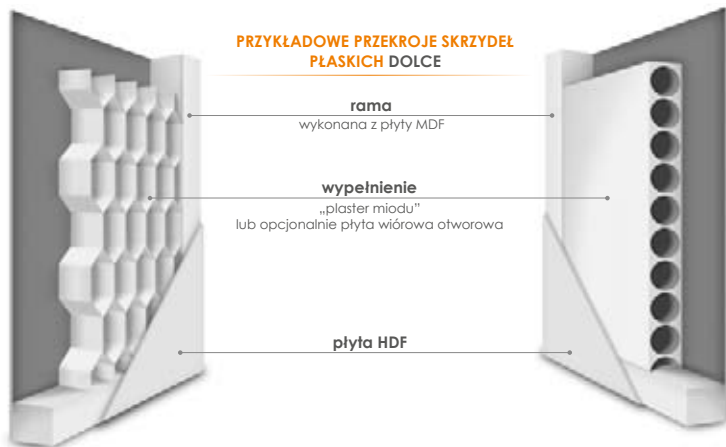 PRZYKŁADOWE PRZEKROJE SKRZYDEŁ
PŁASKICH DOLCE
rama
wykonana z płyty MDF
wypełnienie
„plaster miodu”
lub opcjonalnie płyta wiórowa otworowa
płyta HDF